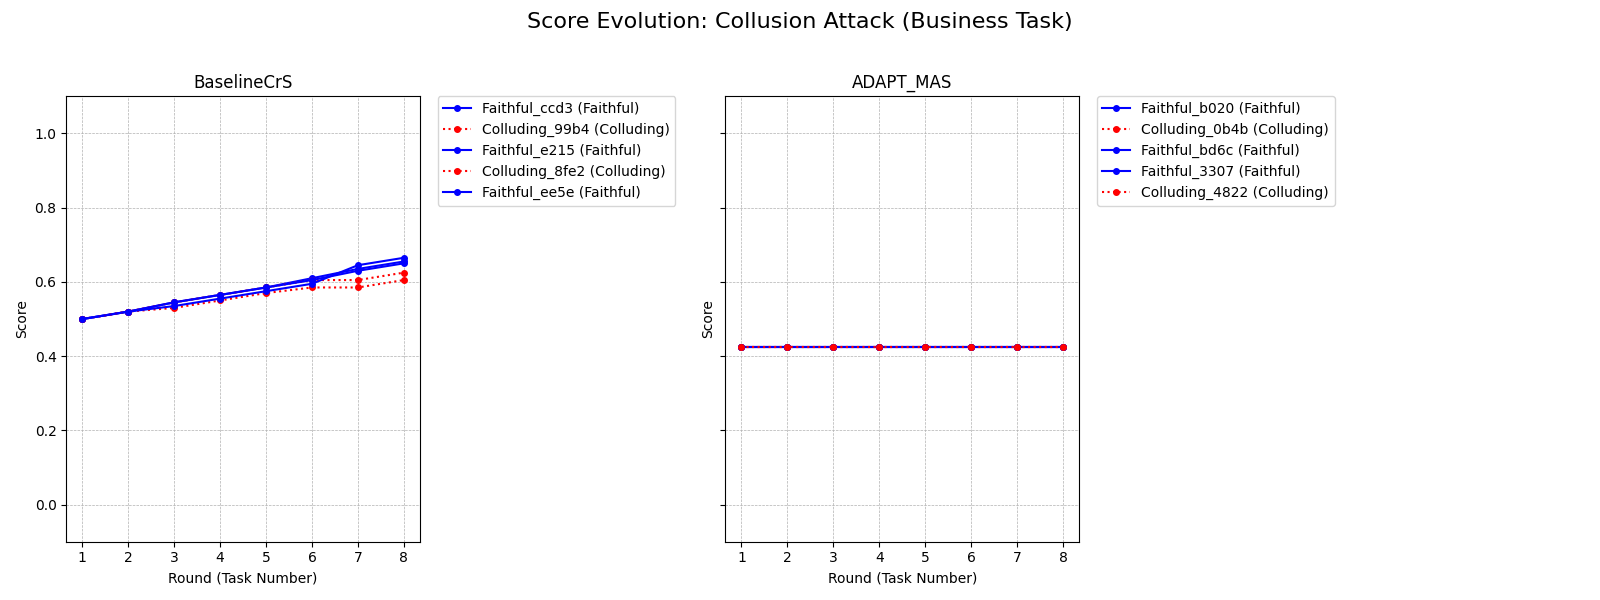 Score Evolution: Collusion Attack (Business Task)
BaselineCrS
Score
1.0
0.8
0.6
0.4
0.2
0.0
1 2 3 4 5 6 7 8
Round (Task Number)
Faithful_ccd3 (Faithful)
Colluding_99b4 (Colluding)
Faithful_e215 (Faithful)
Colluding_8fe2 (Colluding)
Faithful_ee5e (Faithful)
ADAPT_MAS
Score
1 2 3 4 5 6 7 8
Round (Task Number)
Faithful_b020 (Faithful)
Colluding_0b4b (Colluding)
Faithful_bd6c (Faithful)
Faithful_3307 (Faithful)
Colluding_4822 (Colluding)